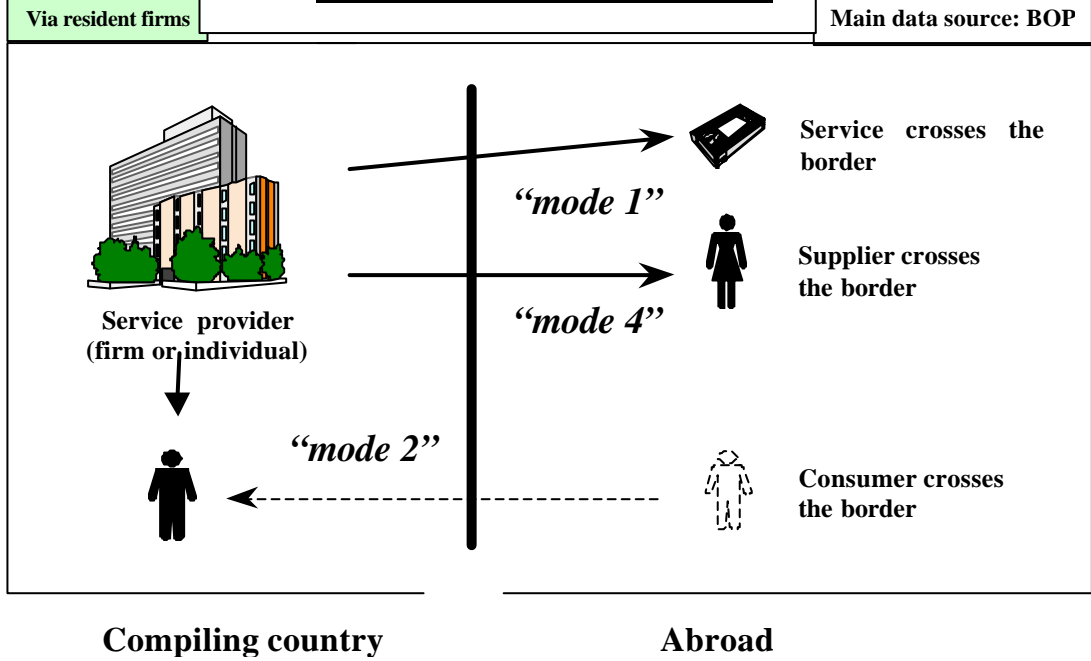 Via resident firms
Main data source: BOP
Service crosses the
border
“mode 1”
Supplier crosses
the border
“mode 4”
Service provider
(firm or individual)
“mode 2”
Consumer crosses
the border
Compiling country
Abroad